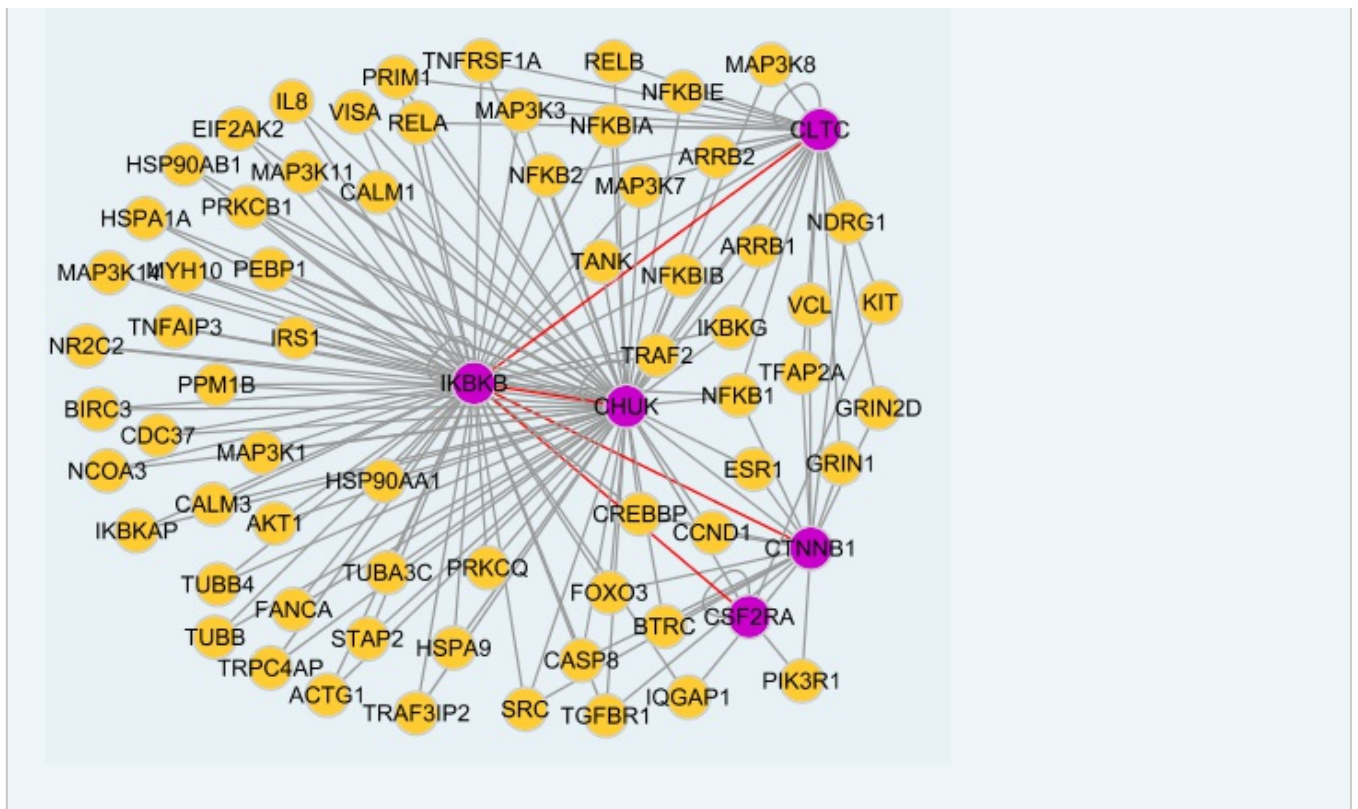 TNFRSF1A
RELB
MAP3K8
PRIM1
NFKBIE
IL8
VISA
RELA
MAP3K3
NFKBIA
CLTC
EIF2AK2
HSP90AB1
MAP3K11
CALM1
NFKB2
MAP3K7
ARRB2
HSPA1A
PRKCB1
NDRG1
ARRB1
MAP3K14
MYH10
PEBP1
TANK
NFKBIB
VCL
KIT
TNFAIP3
IRS1
IKBKG
NR2C2
TRAF2
TFAP2A
PPM1B
IKBKB
CHUK
NFKB1
GRIN2D
BIRC3
CDC37
NCOA3
MAP3K1
HSP90AA1
ESR1
GRIN1
CALM3
IKBKAP
AKT1
CREBBP
CCND1
CTNNB1
TUBB4
TUBA3C
PRKCQ
FOXO3
FANCA
CSF2RA
TUBB
STAP2
HSPA9
BTRC
TRPC4AP
CASP8
PIK3R1
ACTG1
TRAF3IP2
SRC
TGFBR1
IQGAP1